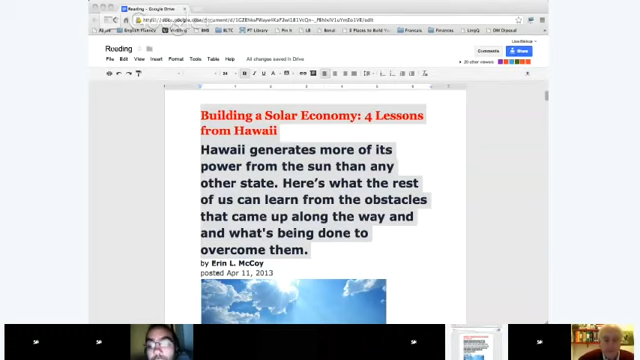 Reading - Google Drive
Reading
File Edit View Insert Format Tools Table Help All changes saved in Drive
Comments
Share
Building a Solar Economy: 4 Lessons
from Hawaii
Hawaii generates more of its
power from the sun than any
other state. Here's what the rest
of us can learn from the obstacles
that came up along the way and
and what's being done to
overcome them.
by Erin L. McCoy
posted Apr 11, 2013